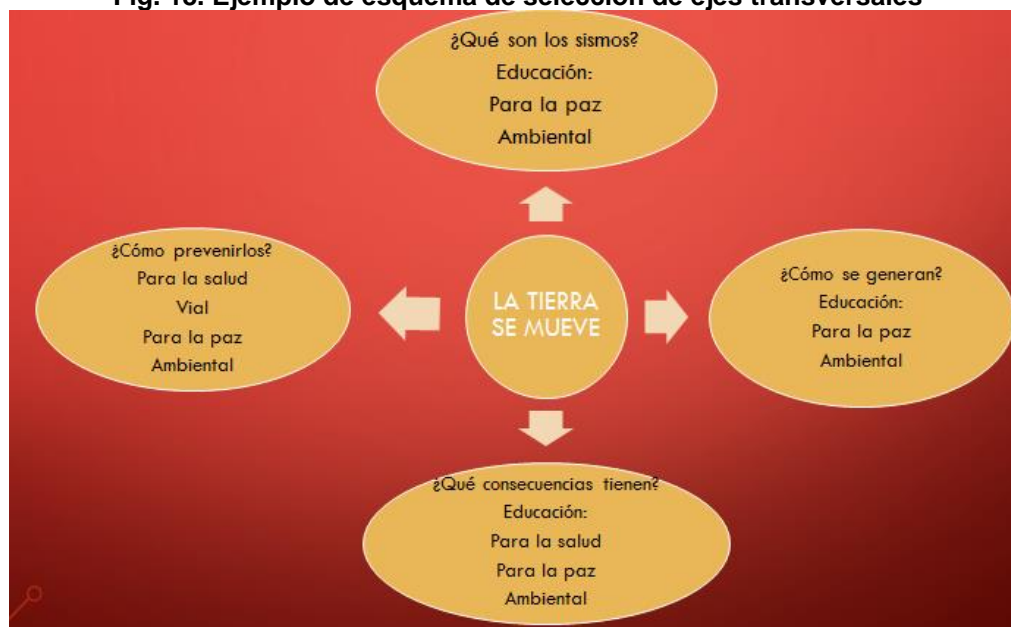 Fig. 18. Ejemplo de esquema de selección de ejes transversales
¿Qué son los sismos?
Educación:
Para la paz
Ambiental
¿Cómo prevenirlos?
Para la salud
Vial
Para la paz
Ambiental
LA TIERRA
SE MUEVE
¿Cómo se generan?
Educación:
Para la paz
Ambiental
¿Qué consecuencias tienen?
Educación:
Para la salud
Para la paz
Ambiental